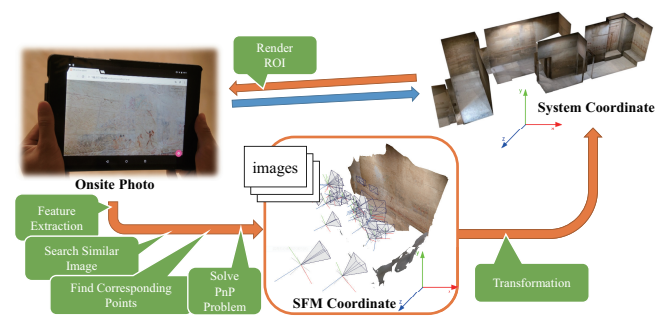 Render
ROI
System Coordinate
y
x
z
Onsite Photo
images
Feature
Extraction
Search Similar
Image
Find Corresponding
Points
Solve
PnP
Problem
SFM Coordinate
y
x
z
Transformation